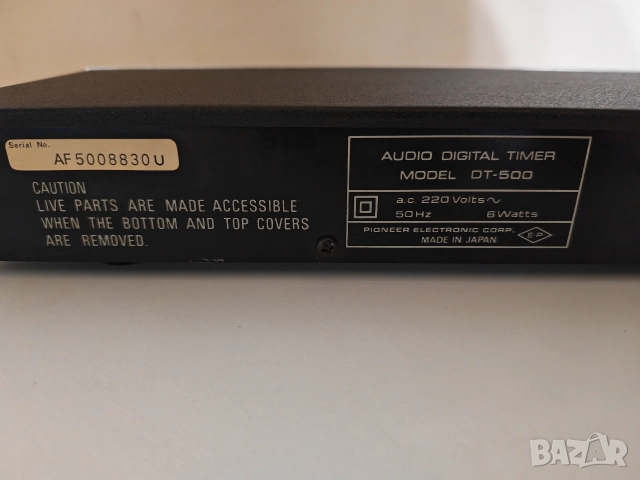 Serial No.
AF5008830U
CAUTION
LIVE PARTS ARE MADE ACCESSIBLE
WHEN THE BOTTOM AND TOP COVERS
ARE REMOVED.
AUDIO DIGITAL TIMER
MODEL DT-500
a.c. 220 Volts~
50Hz 6 Watts
PIONEER ELECTRONIC CORP.
MADE IN JAPAN
E-P
BAZAR